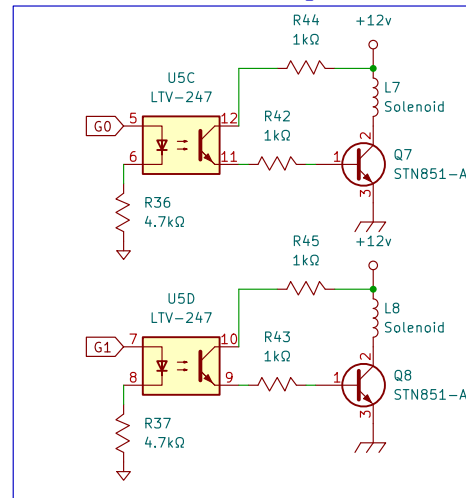 R44
1kΩ
+12v
U5C
LTV-247
L7
Solenoid
G0
5
12
R42
1kΩ
2
6
11
1
Q7
STN851-A
3
R36
4.7kΩ
R45
1kΩ
+12v
U5D
LTV-247
L8
Solenoid
G1
7
10
R43
1kΩ
2
8
9
1
Q8
STN851-A
3
R37
4.7kΩ